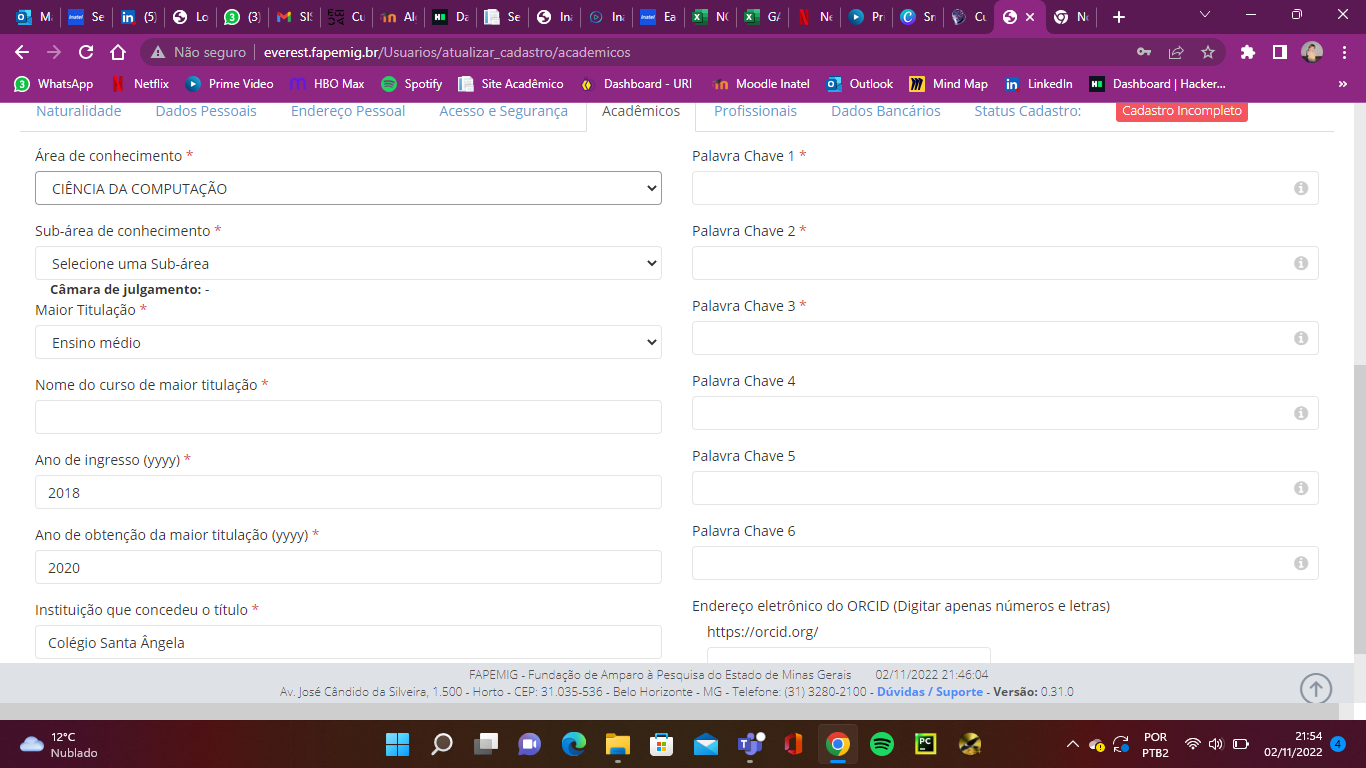 M
Se
(5)
Lo
(3)
SIS
Cu
Alo
Da
Se
Ina
Ina
Ea
NO
GA
Ne
Pri
Sn
Cu
No
Não seguro
everest.fapemig.br/Usuarios/atualizar_cadastro/academicos
WhatsApp
Netflix
Prime Video
HBO Max
Spotify
Site Acadêmico
Dashboard - URI
Moodle Inatel
Outlook
Mind Map
LinkedIn
Dashboard | Hacker...
»
Naturalidade
Dados Pessoais
Endereço Pessoal
Acesso e Segurança
Acadêmicos
Profissionais
Dados Bancários
Status Cadastro:
Cadastro Incompleto
Área de conhecimento *
CIÊNCIA DA COMPUTAÇÃO
Sub-área de conhecimento *
Selecione uma Sub-área
Câmara de julgamento: -
Maior Titulação *
Ensino médio
Nome do curso de maior titulação *
Ano de ingresso (yyyy) *
2018
Ano de obtenção da maior titulação (yyyy) *
2020
Instituição que concedeu o título *
Colégio Santa Ângela
Palavra Chave 1 *
Palavra Chave 2 *
Palavra Chave 3 *
Palavra Chave 4
Palavra Chave 5
Palavra Chave 6
Endereço eletrônico do ORCID (Digitar apenas números e letras)
https://orcid.org/
FAPEMIG - Fundação de Amparo à Pesquisa do Estado de Minas Gerais 02/11/2022 21:46:04
Av. José Cândido da Silveira, 1.500 - Horto - CEP: 31.035-536 - Belo Horizonte - MG - Telefone: (31) 3280-2100 - Dúvidas / Suporte - Versão: 0.31.0
12°C
Nublado
POR
PTB2
21:54
02/11/2022
4